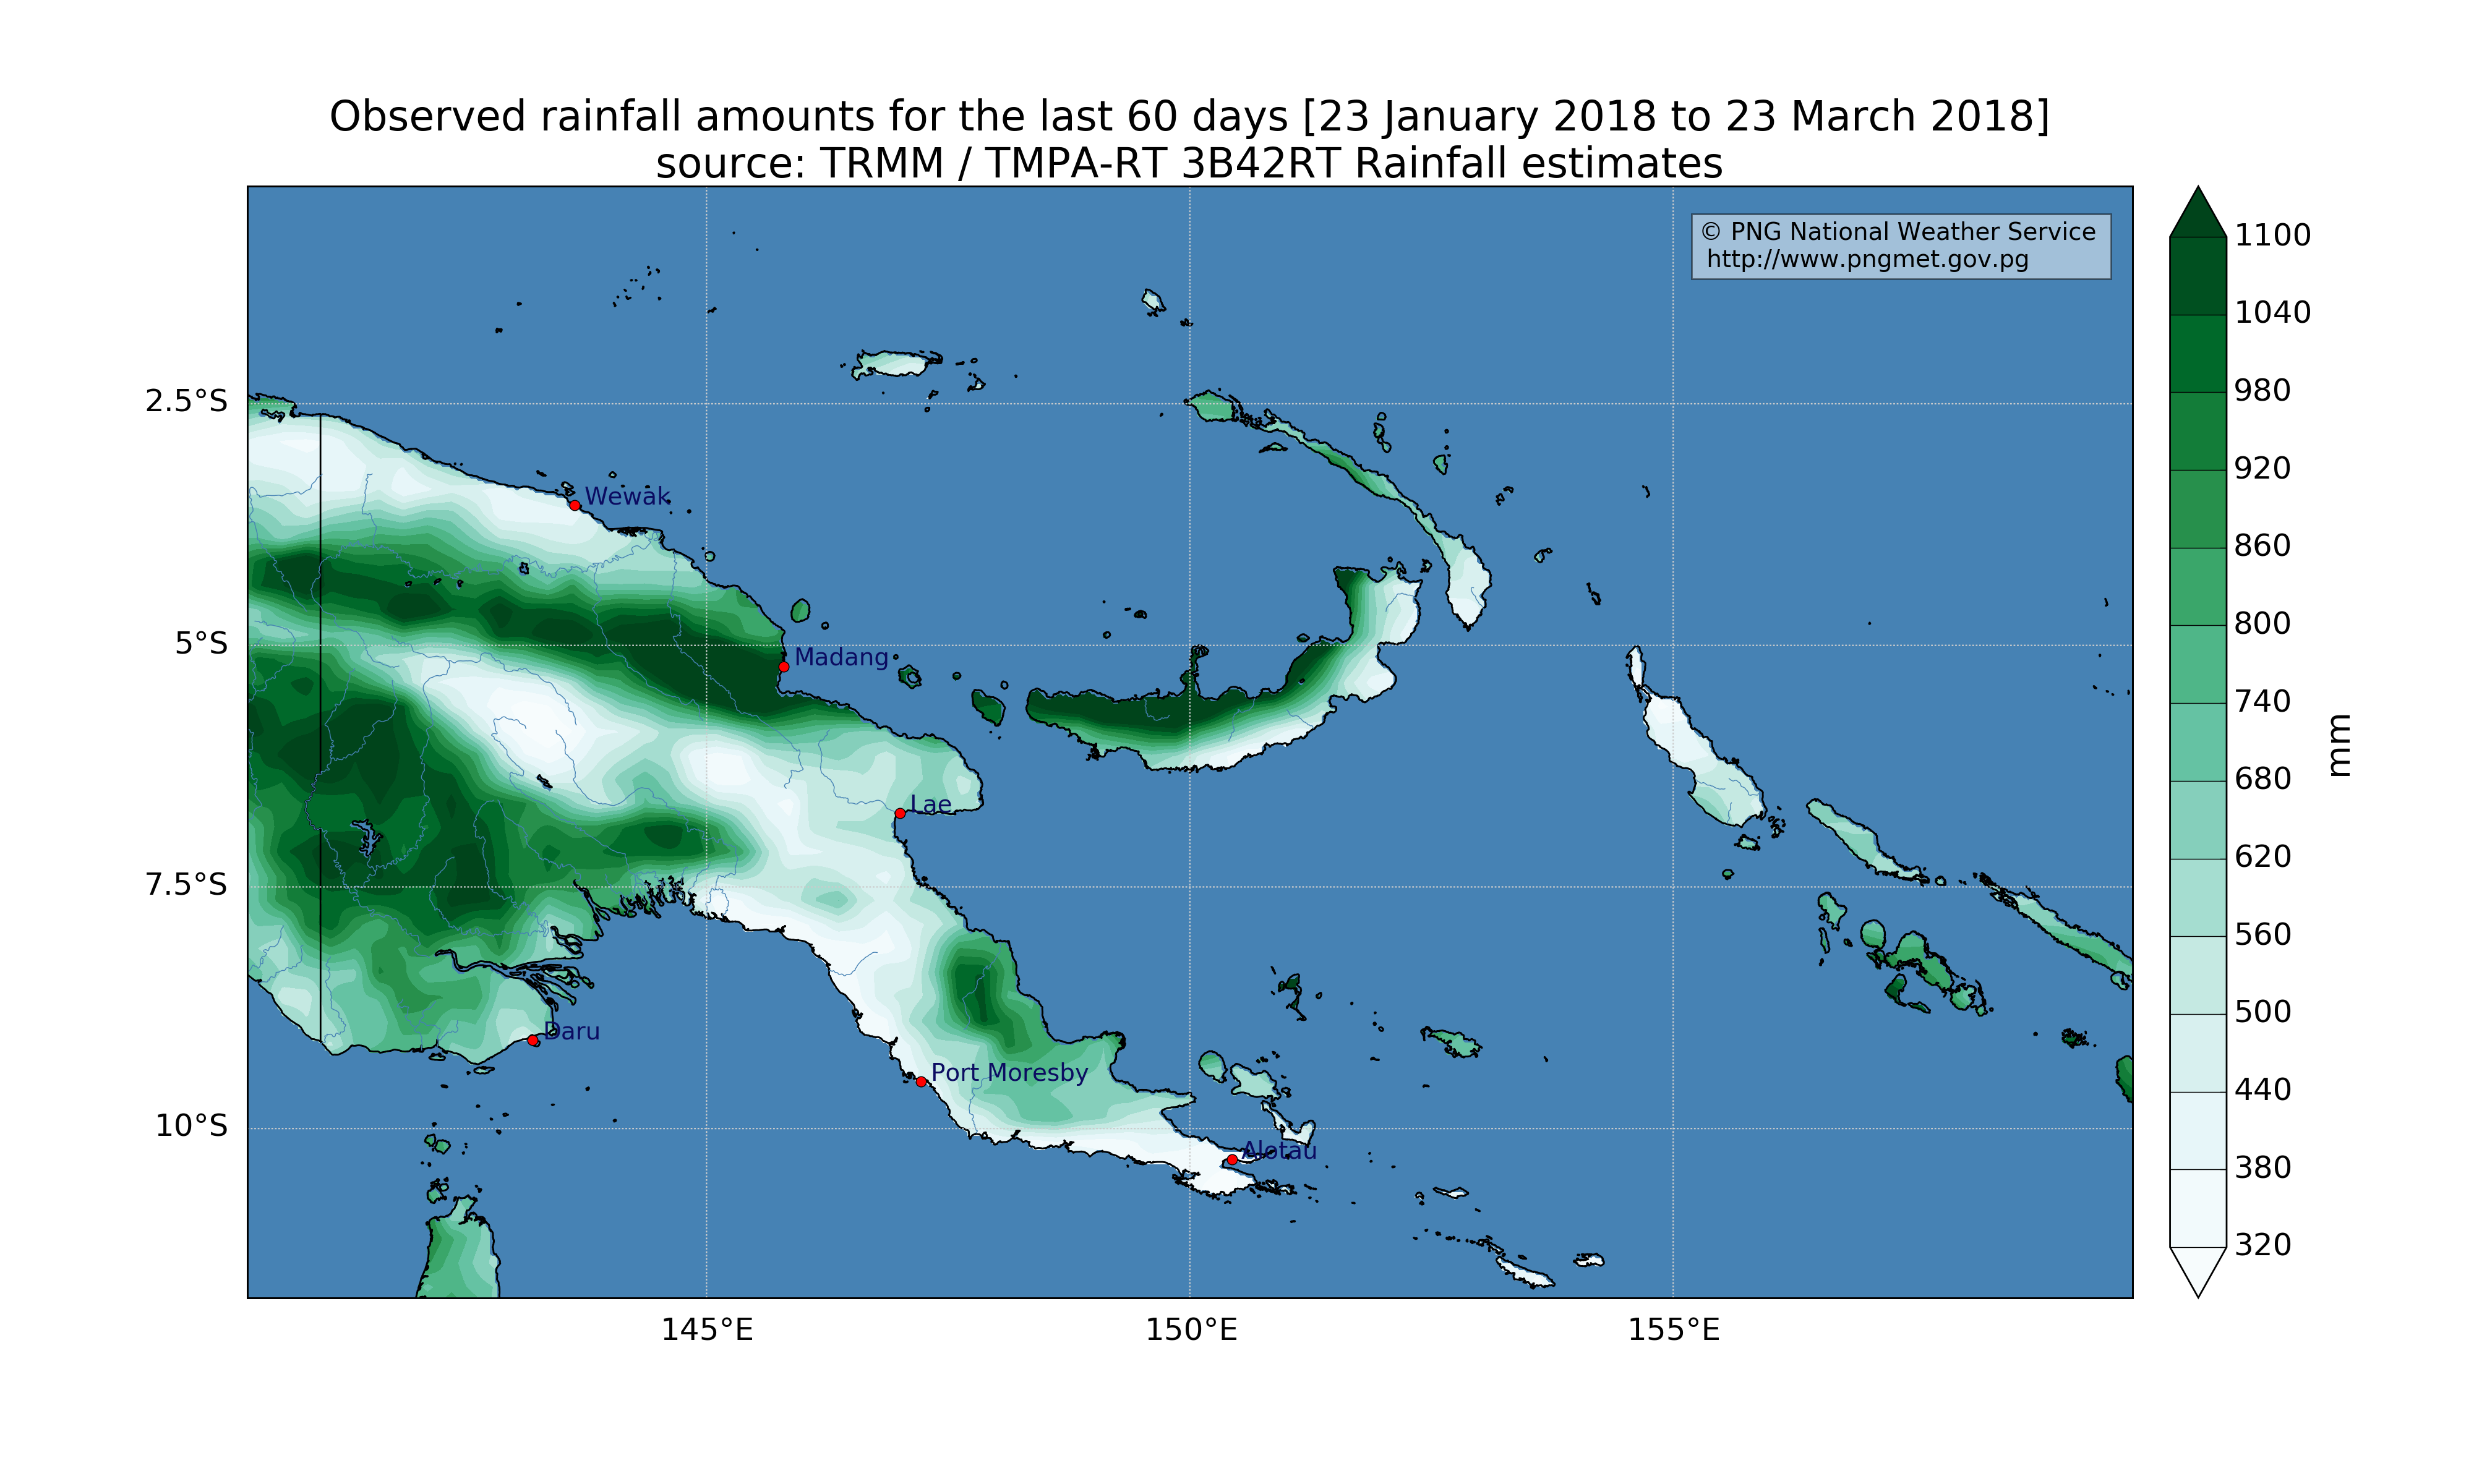 Observed rainfall amounts for the last 60 days [23 January 2018 to 23 March 2018]
source: TRMM / TMPA-RT 3B42RT Rainfall estimates
© PNG National Weather Service
http://www.pngmet.gov.pg
2.5°S
5°S
7.5°S
10°S
Wewak
Madang
Lae
Daru
Port Moresby
Alotau
145°E
150°E
155°E
1100
1040
980
920
860
800
740
680
620
560
500
440
380
320
mm